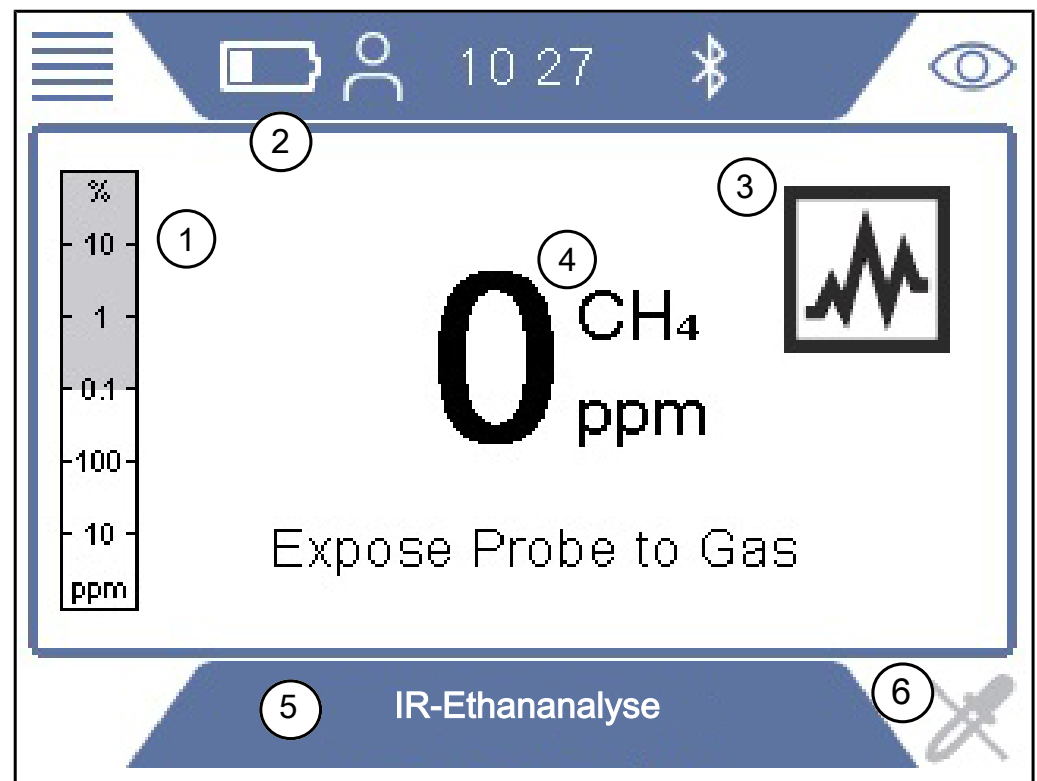 10 27
2
3
%
10
1
1
4
CH₄
0
0.1
ppm
100
10
Expose Probe to Gas
ppm
6
5
IR-Ethananalyse